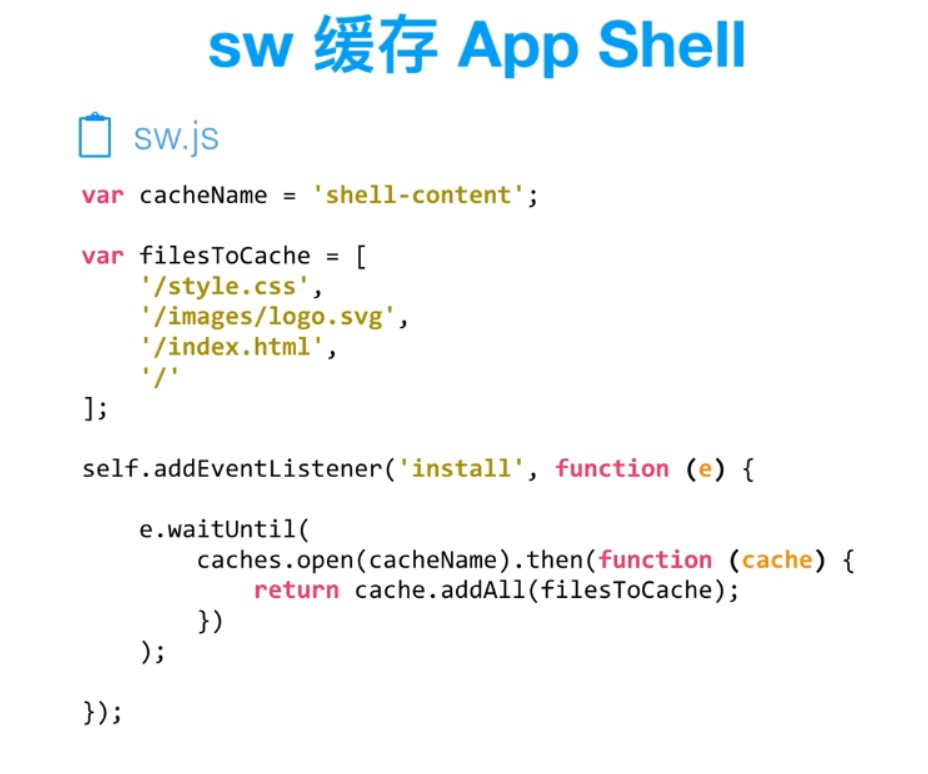 sw 缓存 App Shell
sw.js
var cacheName = 'shell-content';
var filesToCache = [
    '/style.css',
    '/images/logo.svg',
    '/index.html',
    '/'
];
self.addEventListener('install', function (e) {
    e.waitUntil(
        caches.open(cacheName).then(function (cache) {
            return cache.addAll(filesToCache);
        })
    );
});